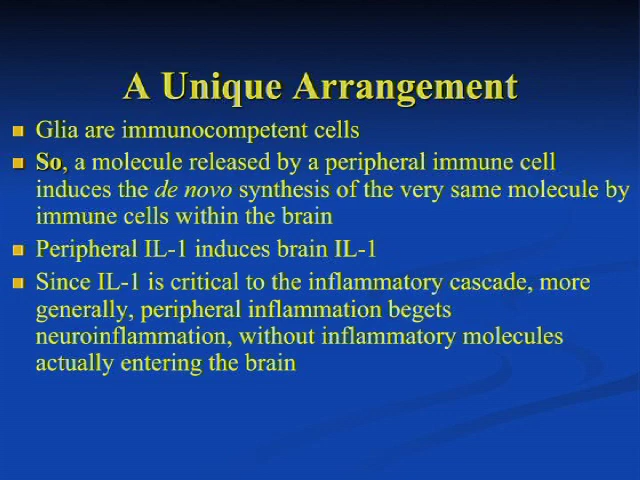 A Unique Arrangement
Glia are immunocompetent cells
So, a molecule released by a peripheral immune cell
induces the de novo synthesis of the very same molecule by
immune cells within the brain
Peripheral IL-1 induces brain IL-1
Since IL-1 is critical to the inflammatory cascade, more
generally, peripheral inflammation begets
neuroinflammation, without inflammatory molecules
actually entering the brain